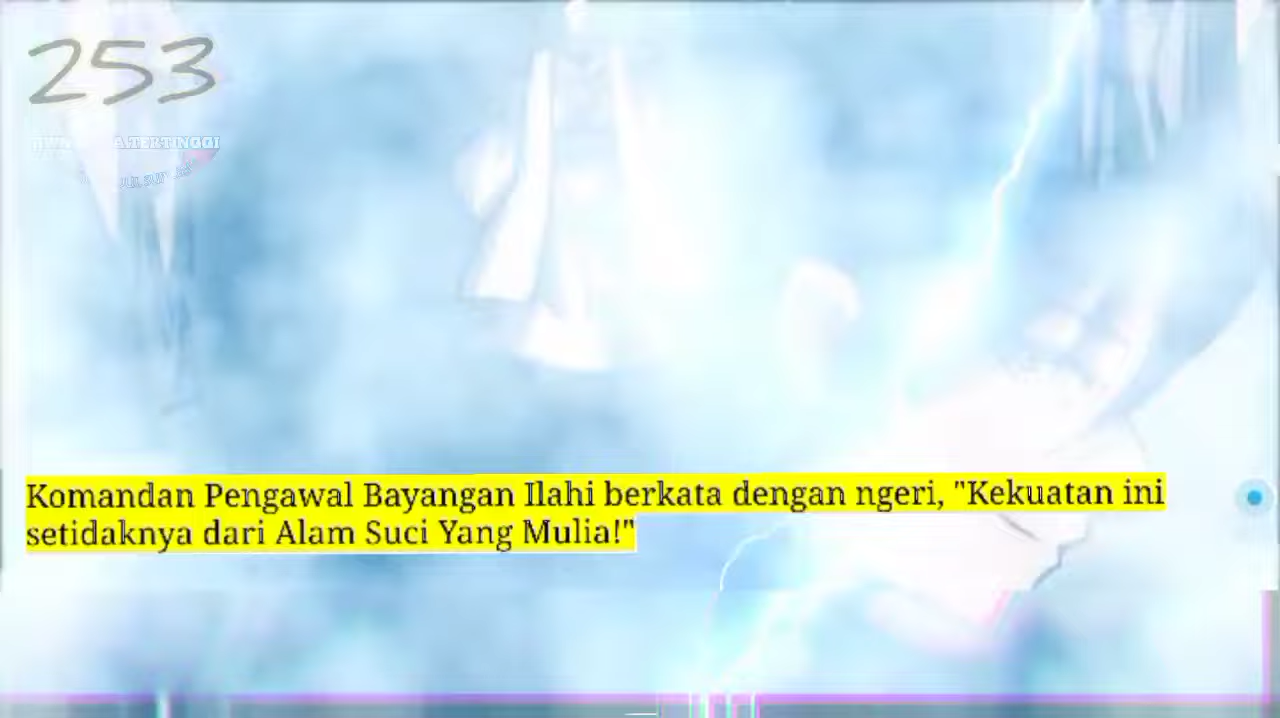 253
Komandan Pengawal Bayangan Ilahi berkata dengan ngeri, "Kekuatan ini
setidaknya dari Alam Suci Yang Mulia!"